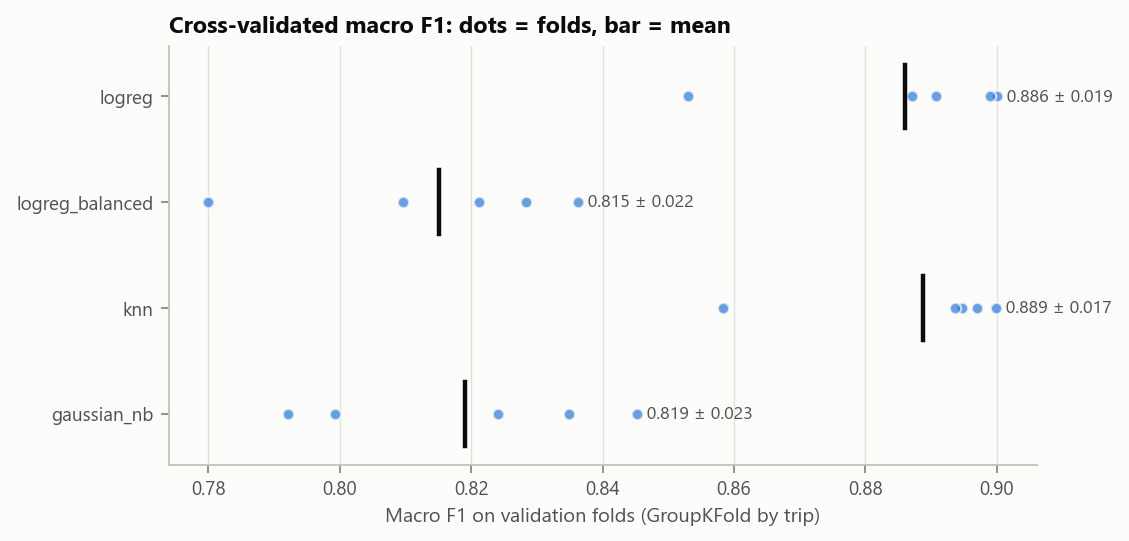 Cross-validated macro F1: dots = folds, bar = mean
logreg
0.886 ± 0.019
logreg_balanced
0.815 ± 0.022
knn
0.889 ± 0.017
gaussian_nb
0.819 ± 0.023
0.78 0.80 0.82 0.84 0.86 0.88 0.90
Macro F1 on validation folds (GroupKFold by trip)